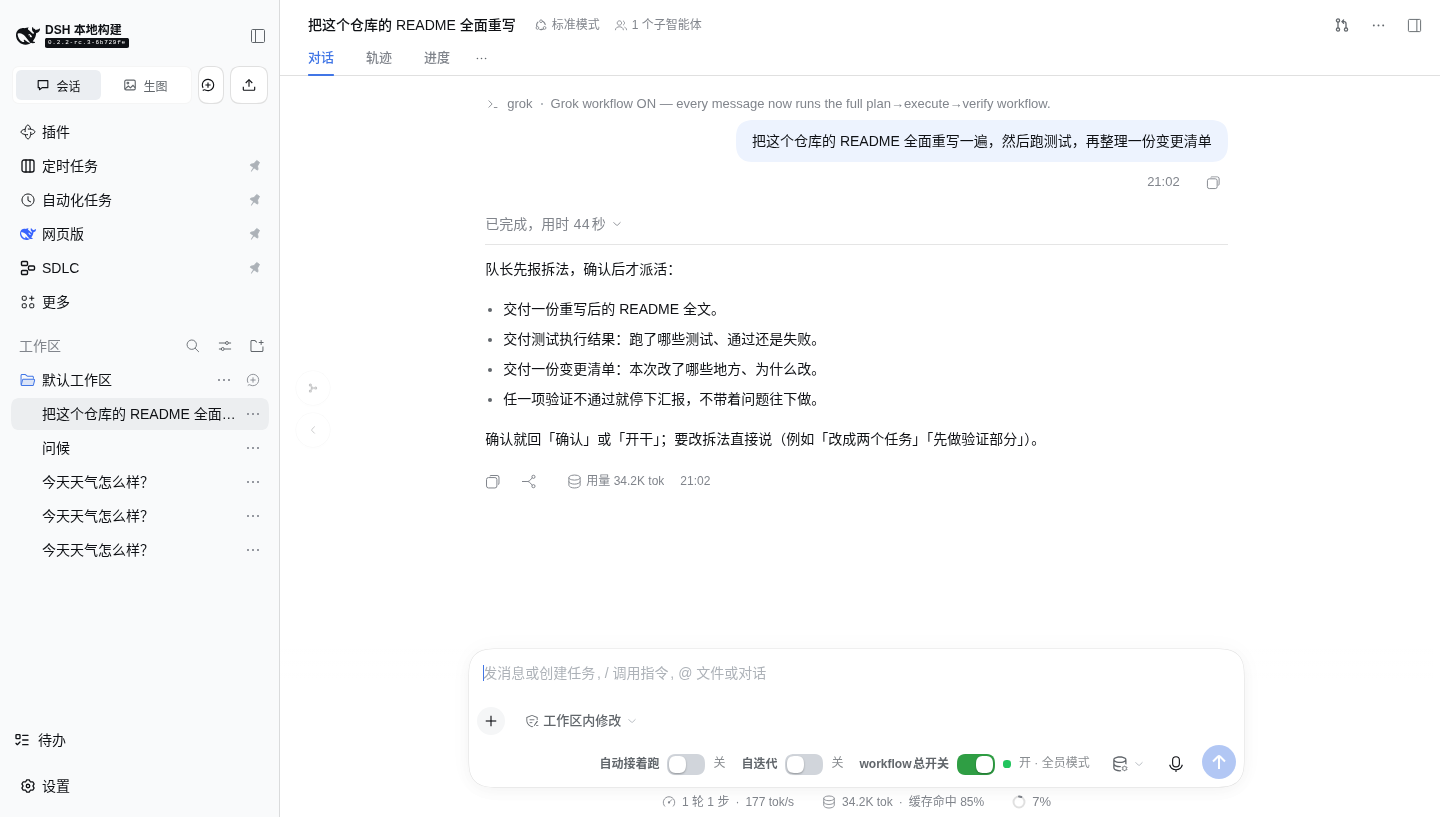 DSH 本地构建
0.2.2-rc.3-6b729fe
会话
生图
插件
定时任务
自动化任务
网页版
SDLC
更多
工作区
默认工作区
把这个仓库的 README 全面…
问候
今天天气怎么样？
今天天气怎么样？
今天天气怎么样？
待办
设置
把这个仓库的 README 全面重写
标准模式
1 个子智能体
对话
轨迹
进度
grok · Grok workflow ON — every message now runs the full plan→execute→verify workflow.
把这个仓库的 README 全面重写一遍，然后跑测试，再整理一份变更清单
21:02
已完成，用时 44秒
队长先报拆法，确认后才派活：
• 交付一份重写后的 README 全文。
• 交付测试执行结果：跑了哪些测试、通过还是失败。
• 交付一份变更清单：本次改了哪些地方、为什么改。
• 任一项验证不通过就停下汇报，不带着问题往下做。
确认就回「确认」或「开干」；要改拆法直接说（例如「改成两个任务」「先做验证部分」）。
用量 34.2K tok
21:02
发消息或创建任务, / 调用指令, @ 文件或对话
工作区内修改
自动接着跑 关 自迭代 关 workflow总开关 开 · 全员模式
1 轮 1 步 · 177 tok/s
34.2K tok · 缓存命中 85%
7%